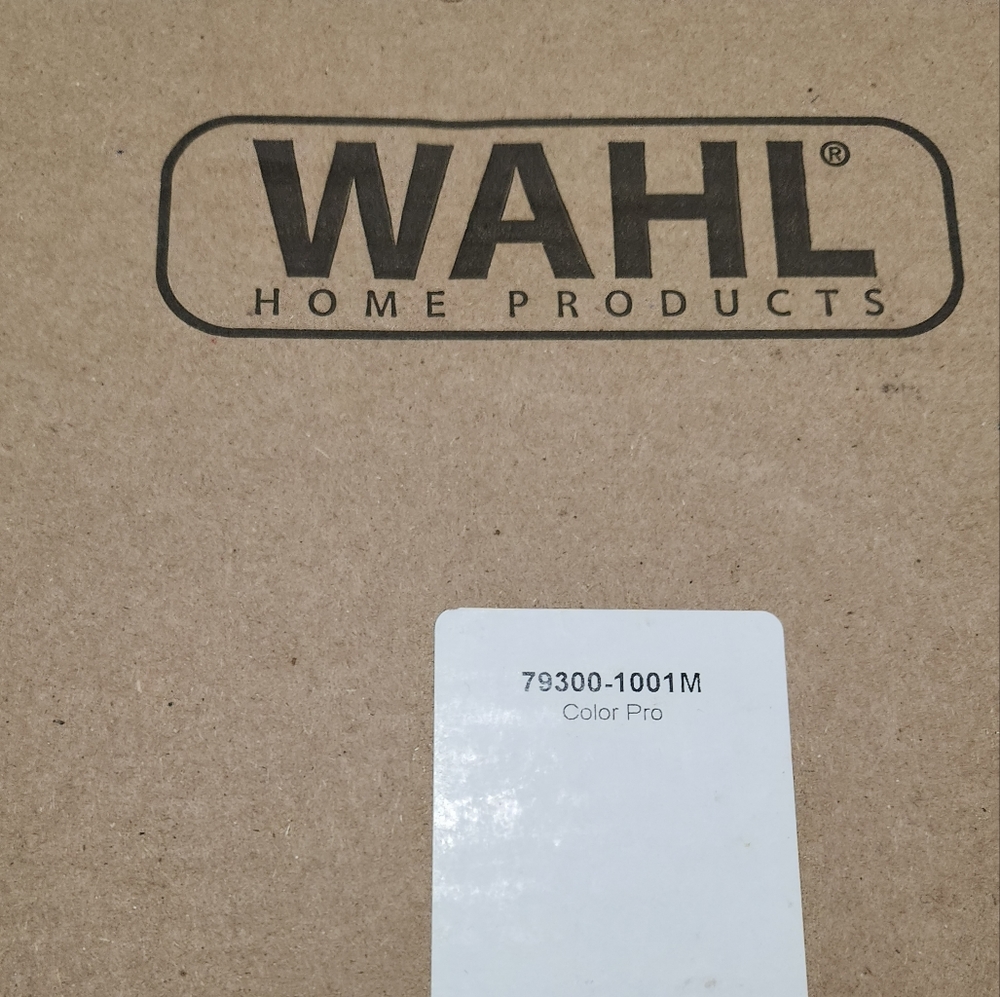 WAHL®
HOME PRODUCTS
79300-1001M
Color Pro